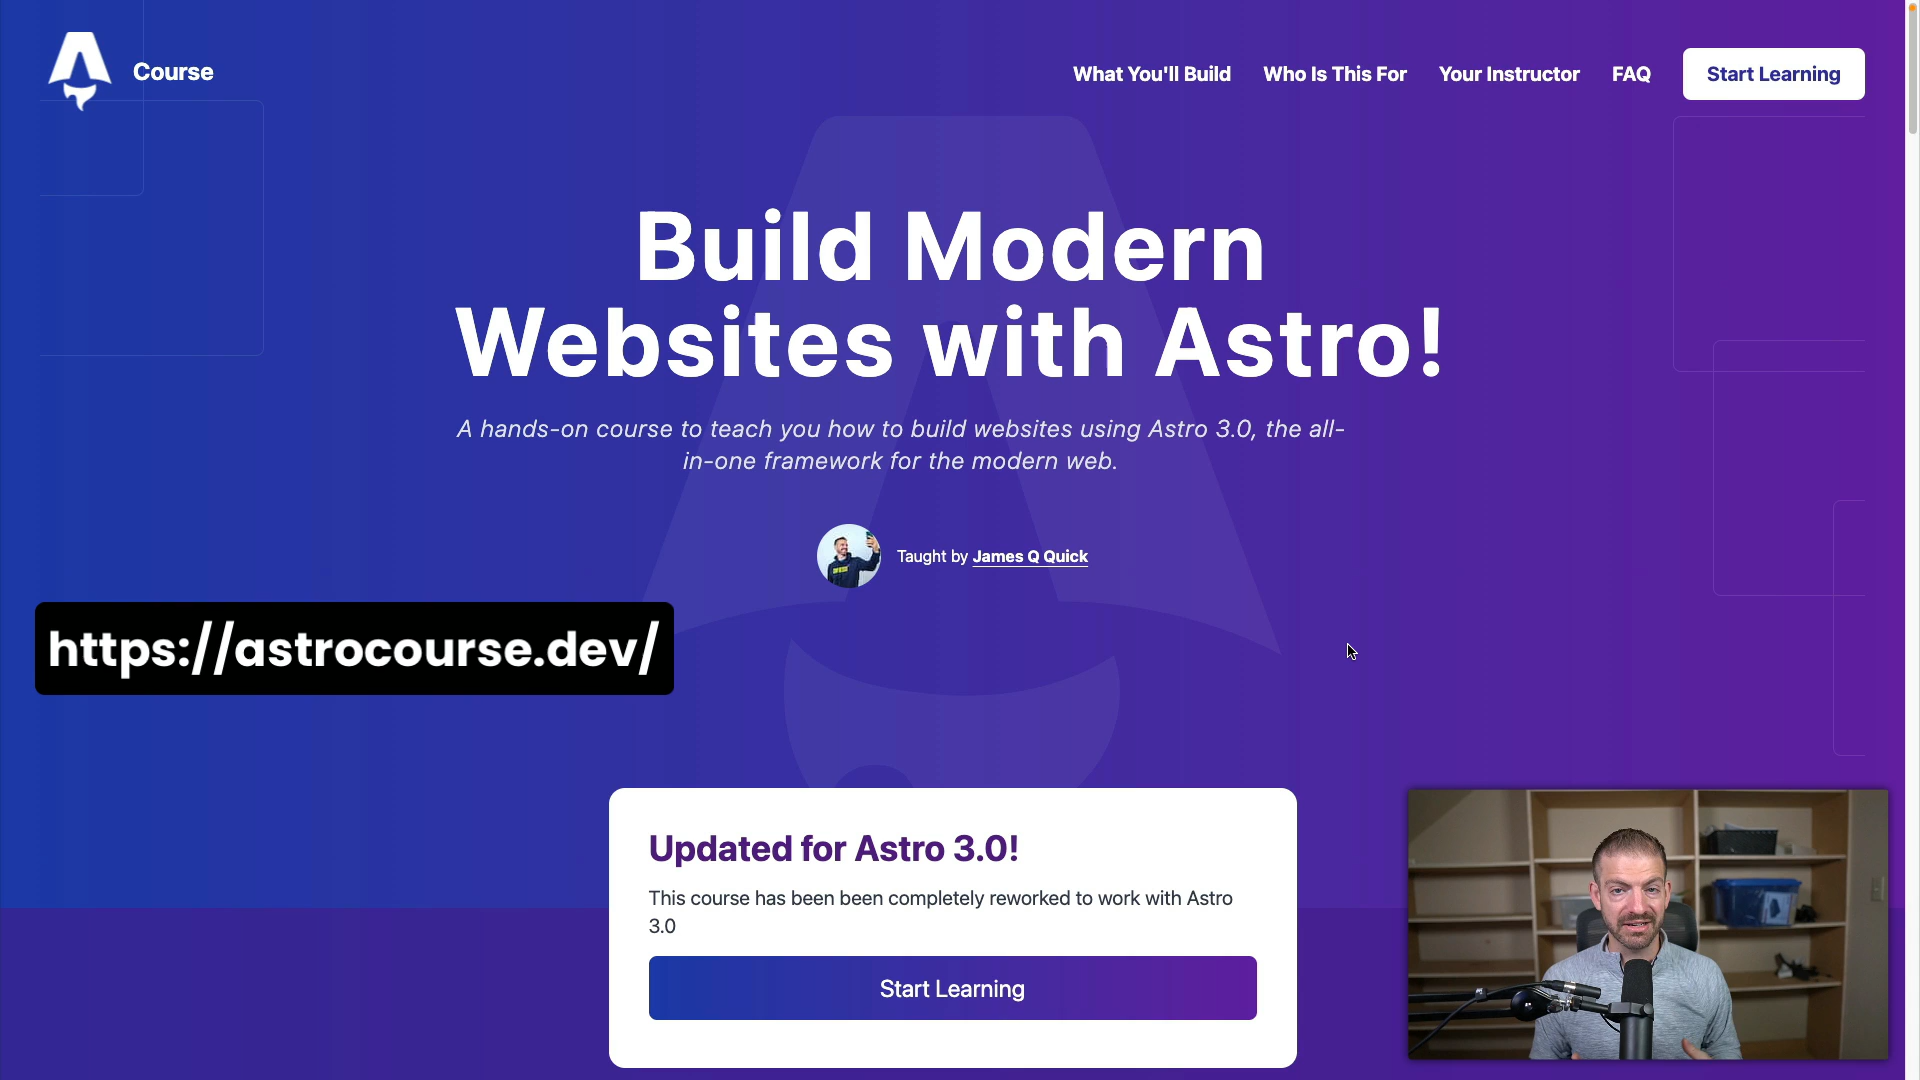 Course
What You'll Build
Who Is This For
Your Instructor
FAQ
Start Learning
Build Modern
Websites with Astro!
A hands-on course to teach you how to build websites using Astro 3.0, the all-
in-one framework for the modern web.
Taught by James Q Quick
https://astrocourse.dev/
Updated for Astro 3.0!
This course has been been completely reworked to work with Astro
3.0
Start Learning